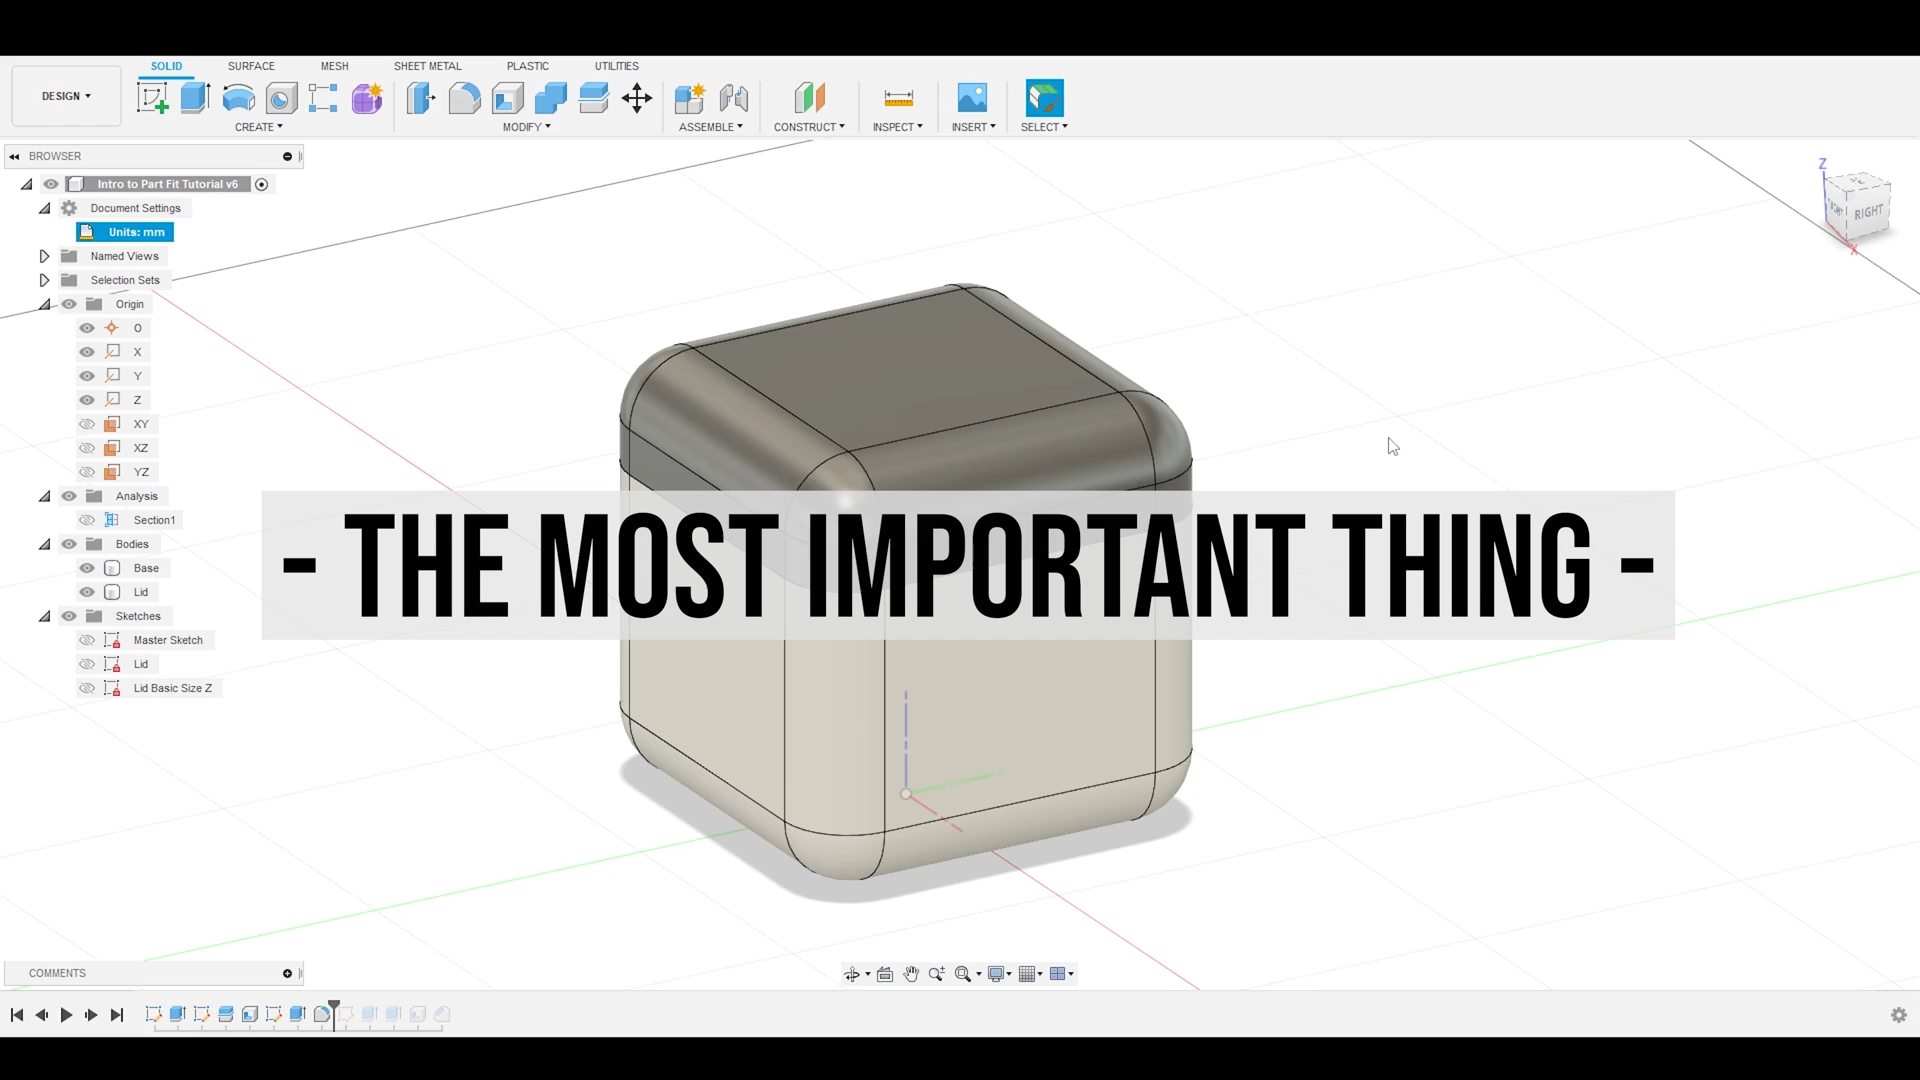 SOLID SURFACE MESH SHEET METAL PLASTIC UTILITIES
DESIGN
CREATE MODIFY ASSEMBLE CONSTRUCT INSPECT INSERT SELECT
BROWSER
Intro to Part Fit Tutorial v6
Document Settings
Units: mm
Named Views
Selection Sets
Origin
O
X
Y
Z
XY
XZ
YZ
Analysis
Section1
Bodies
Base
Lid
Sketches
Master Sketch
Lid
Lid Basic Size Z
Z
RIGHT
X
- THE MOST IMPORTANT THING -
COMMENTS